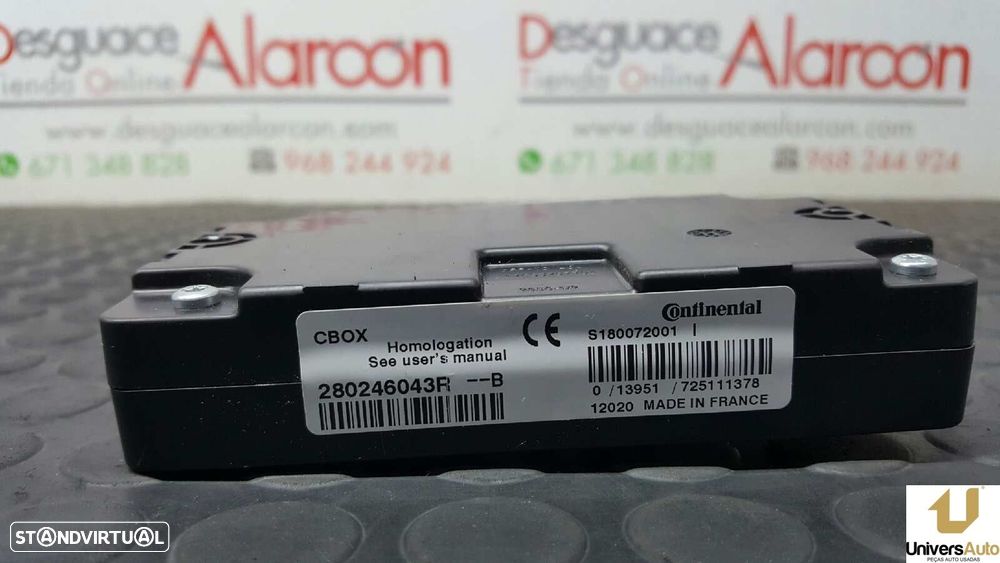 Desguace Alarcon
Tienda Online
www.desguacealarcon.com
671 348 828 968 244 924
Desguace Alarcon
Tienda Online
www.desguacealarcon.com
671 348 828 968 244 924
CBOX
Homologation
See user's manual
280246043R --B
CE
Continental
S180072001 I
0 /13951 /725111378
12020 MADE IN FRANCE
STANDVIRTUAL
UniversAuto
PEÇAS AUTO USADAS